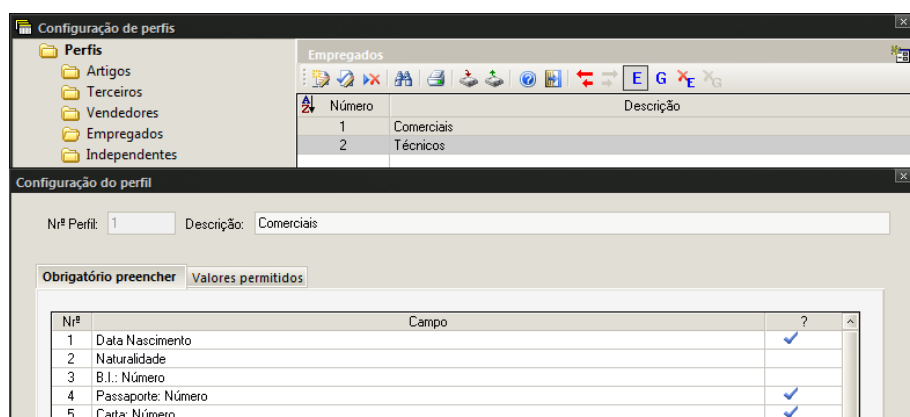 Configuração de perfis
Perfis
Artigos
Terceiros
Vendedores
Empregados
Independentes
Empregados
E G E G
A Z Número Descrição
1 Comerciais
2 Técnicos
Configuração do perfil
Nrº Perfil: 1 Descrição: Comerciais
Obrigatório preencher Valores permitidos
Nrº Campo ?
1 Data Nascimento
2 Naturalidade
3 B.I.: Número
4 Passaporte: Número
5 Carta: Número